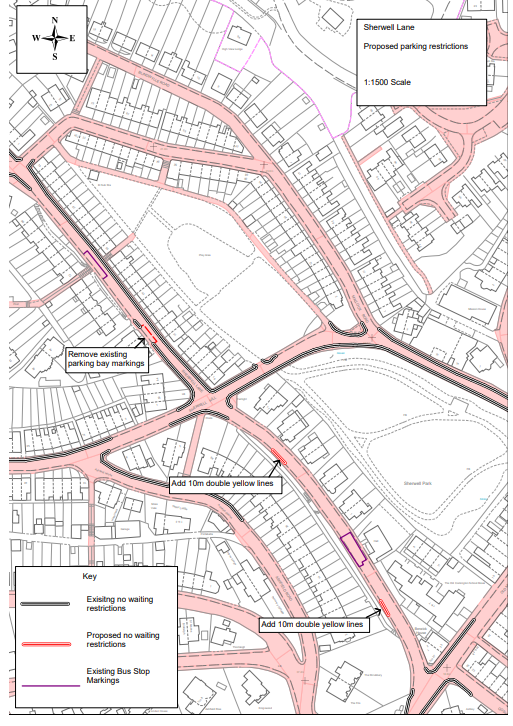 N
W E
S
Sherwell Lane
Proposed parking restrictions
1:1500 Scale
Remove existing
parking bay markings
Add 10m double yellow lines
Sherwell Park
Add 10m double yellow lines
Key
Exisitng no waiting
restrictions
Proposed no waiting
restrictions
Existing Bus Stop
Markings